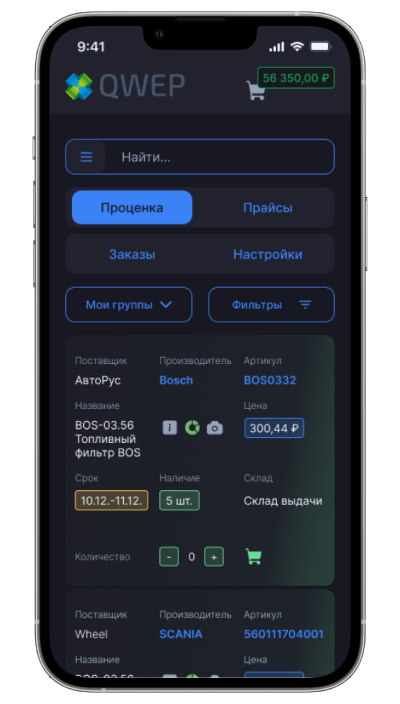 9:41
QWEP
56 350,00 ₽
Найти...
Проценка Прайсы
Заказы Настройки
Мои группы Фильтры
Поставщик Производитель Артикул
АвтоРус Bosch BOS0332
Название Цена
BOS-03.56
Топливный
фильтр BOS
i
300,44 ₽
Срок Наличие Склад
10.12.-11.12. 5 шт. Склад выдачи
Количество - 0 +
Поставщик Производитель Артикул
Wheel SCANIA 560111704001
Название Цена